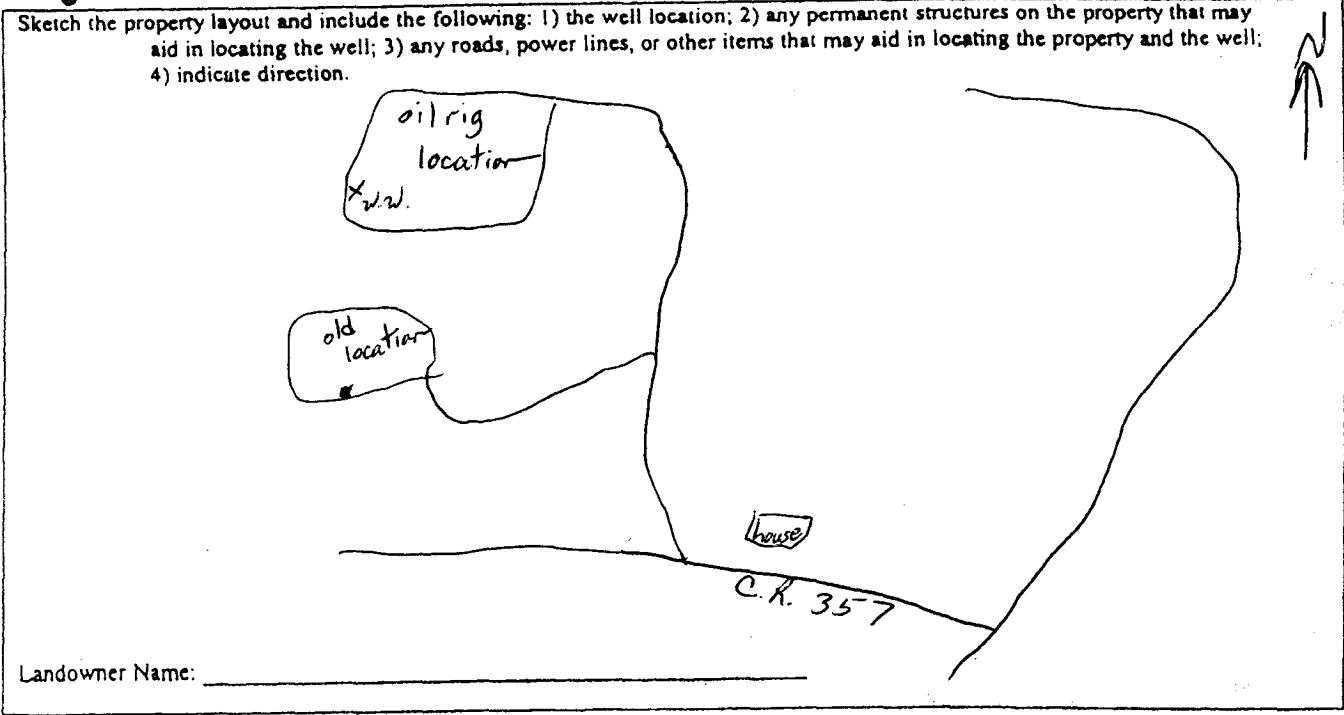 Sketch the property layout and include the following: 1) the well location; 2) any permanent structures on the property that may
aid in locating the well; 3) any roads, power lines, or other items that may aid in locating the property and the well;
4) indicate direction.
N
oil rig
location
x w.w.
old
location
house
C.R. 357
Landowner Name: